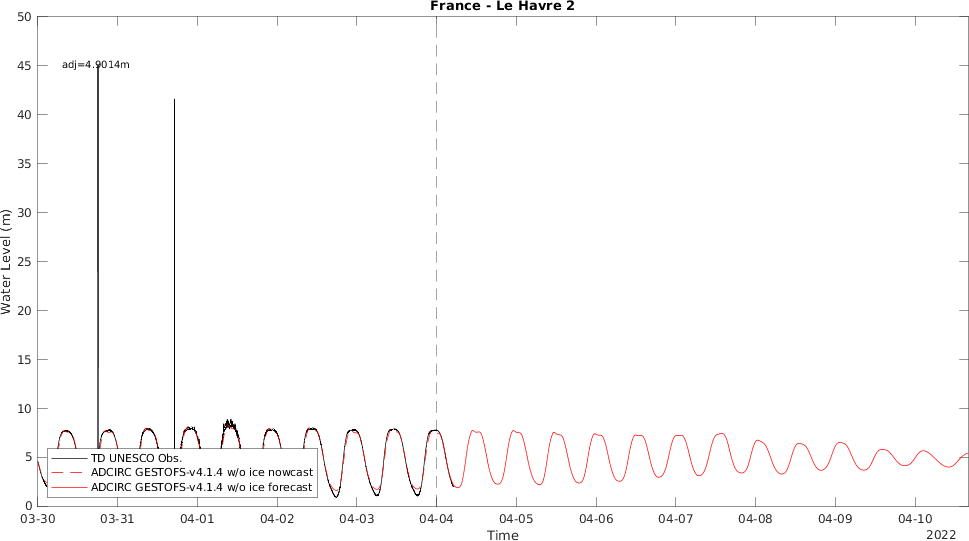 France - Le Havre 2
50
45
40
35
30
25
20
15
10
5
0
Water Level (m)
adj=4.9014m
TD UNESCO Obs.
ADCIRC GESTOFS-v4.1.4 w/o ice nowcast
ADCIRC GESTOFS-v4.1.4 w/o ice forecast
03-30 03-31 04-01 04-02 04-03 04-04 04-05 04-06 04-07 04-08 04-09 04-10
Time
2022